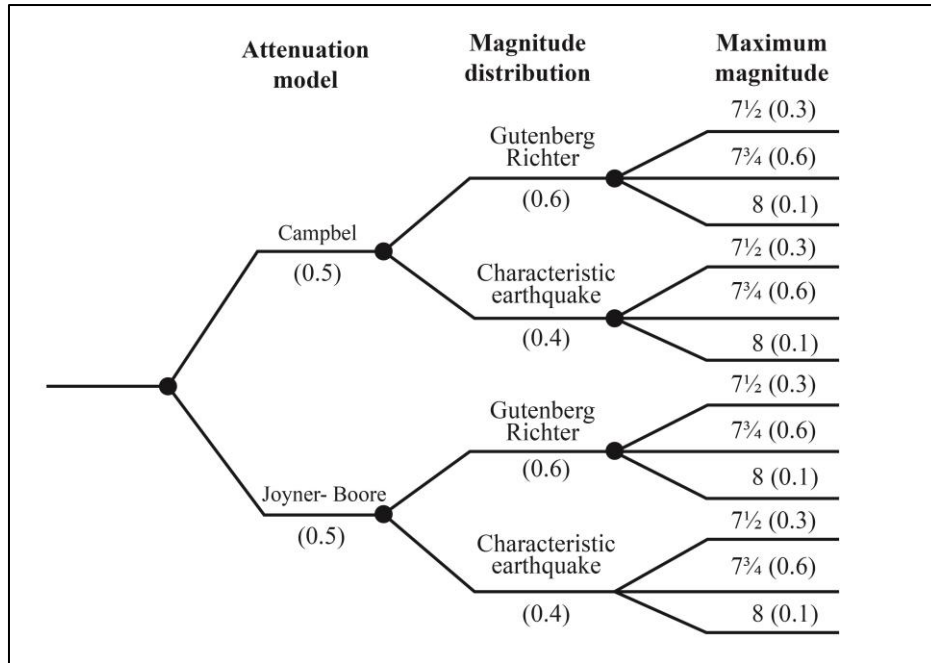 Attenuation
model
Magnitude
distribution
Maximum
magnitude
Campbel
(0.5)
Joyner- Boore
(0.5)
Gutenberg
Richter
(0.6)
Characteristic
earthquake
(0.4)
Gutenberg
Richter
(0.6)
Characteristic
earthquake
(0.4)
7½ (0.3)
7¾ (0.6)
8 (0.1)
7½ (0.3)
7¾ (0.6)
8 (0.1)
7½ (0.3)
7¾ (0.6)
8 (0.1)
7½ (0.3)
7¾ (0.6)
8 (0.1)